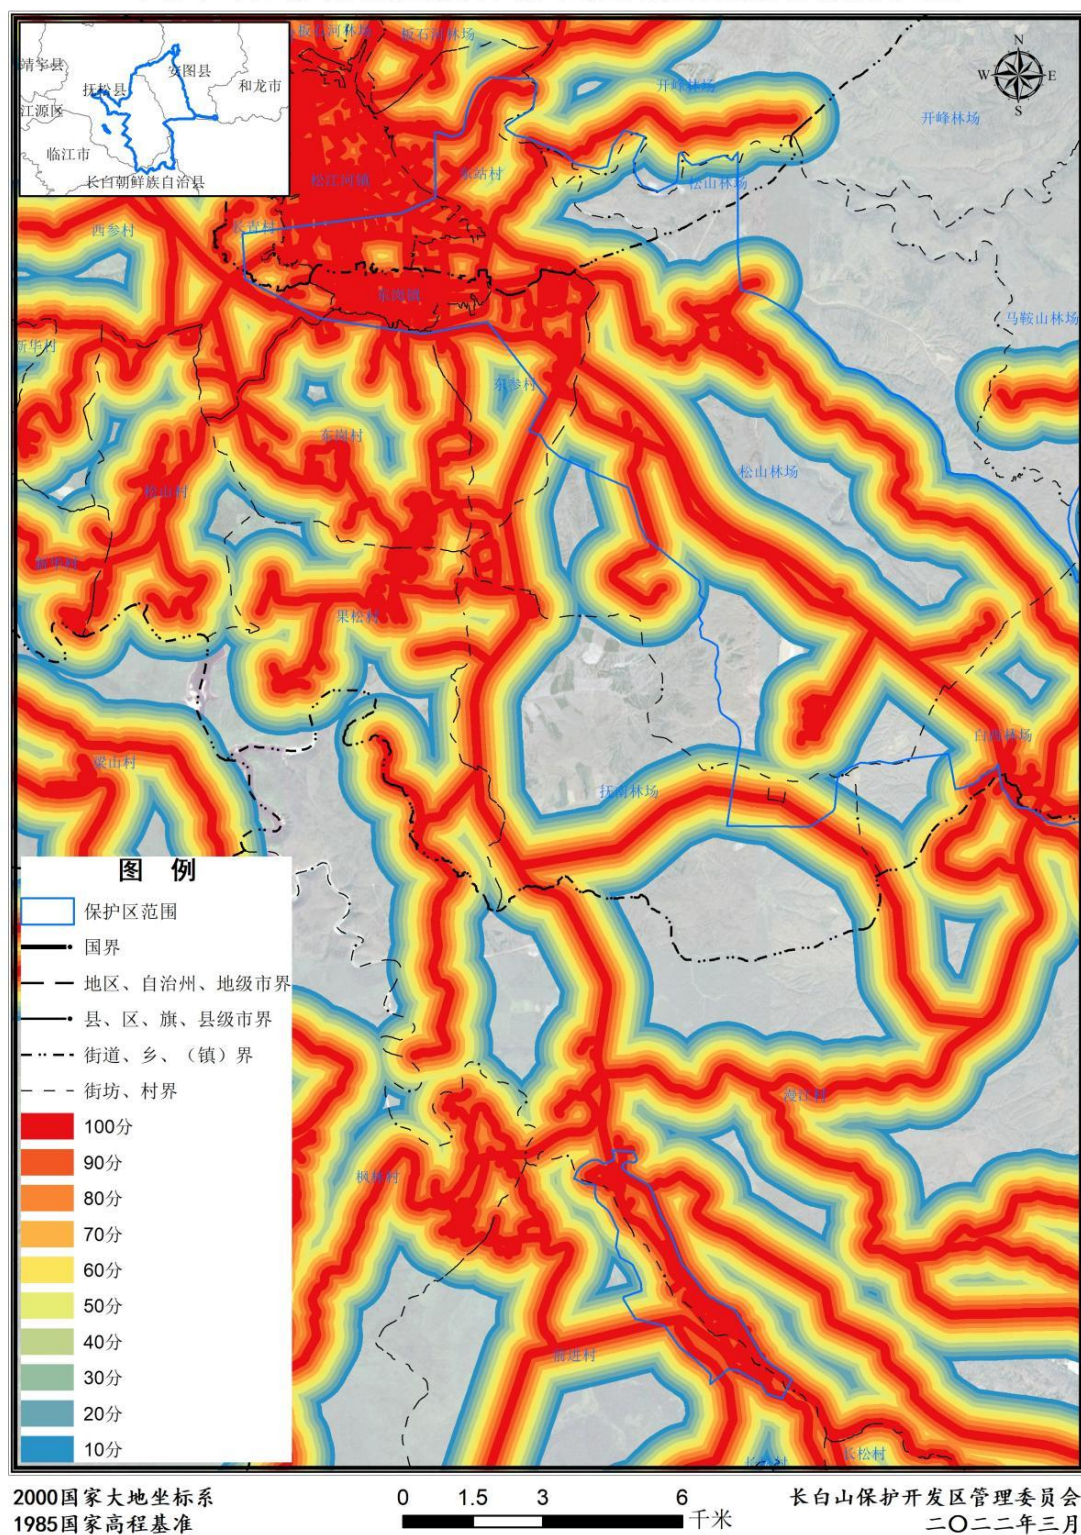 板石河林场
板石河林场
开峰林场
开峰林场
N
W
E
S
靖宇县
抚松县
安图县
和龙市
江源区
临江市
长白朝鲜族自治县
松江河镇
东站村
松山林场
西参村
长青村
东岗镇
马鞍山林场
新华村
东参村
东岗村
松山林场
松山村
果松村
梁山村
白西林场
抚南林场
漫江村
枫林村
前进村
长松村
长松村
图 例
保护区范围
国界
地区、自治州、地级市界
县、区、旗、县级市界
街道、乡、（镇）界
街坊、村界
100分
90分
80分
70分
60分
50分
40分
30分
20分
10分
2000国家大地坐标系
1985国家高程基准
0 1.5 3 6
千米
长白山保护开发区管理委员会
二〇二二年三月